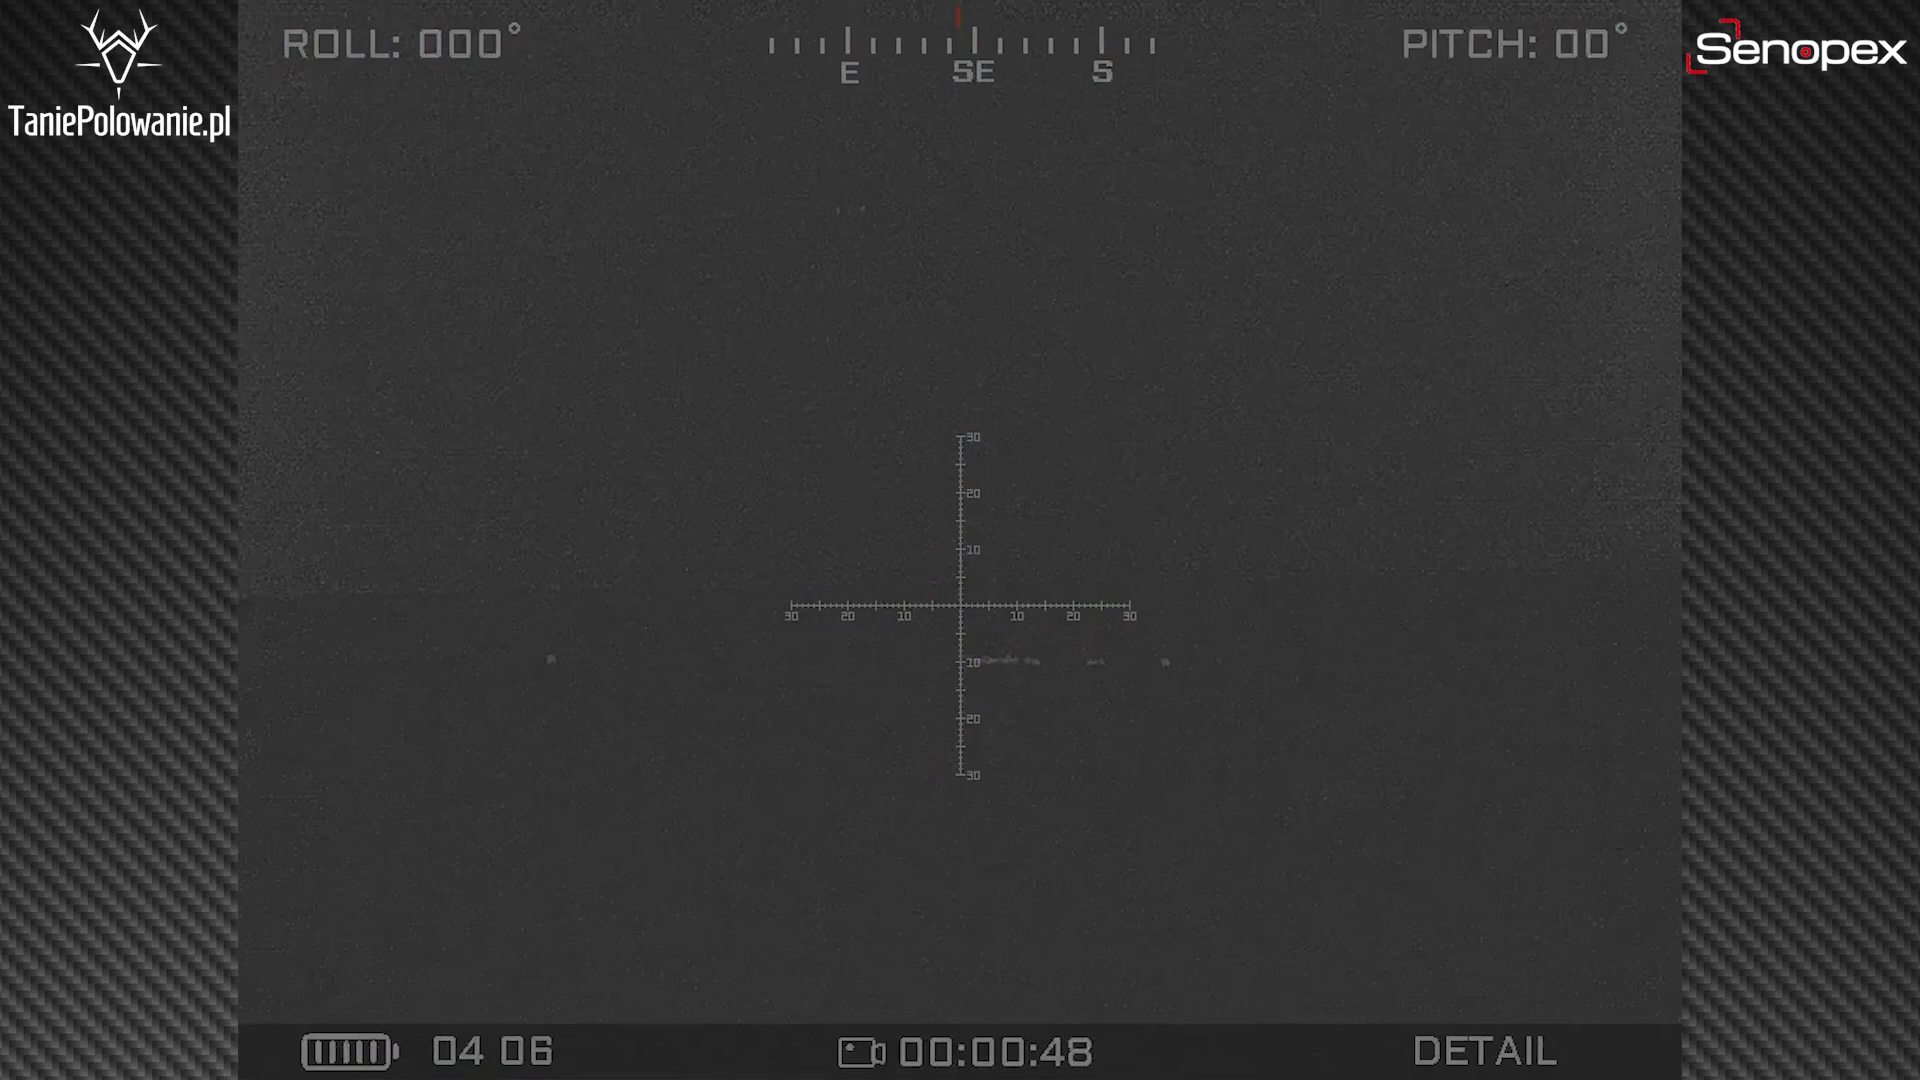 TaniePolowanie.pl
ROLL: 000°
E SE S
PITCH: 00°
Senopex
30
20
10
30 20 10 10 20 30
10
20
30
04 06
00:00:48
DETAIL